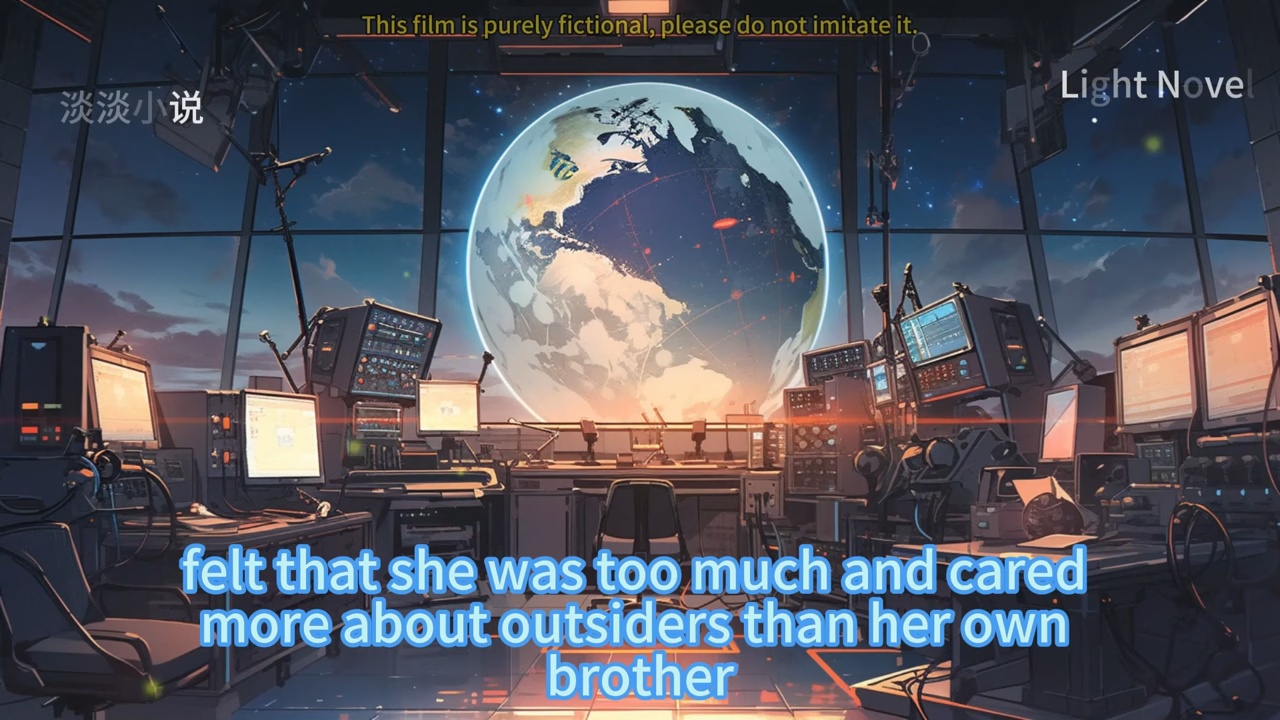 This film is purely fictional, please do not imitate it.
淡淡小说
Light Novel
felt that she was too much and cared
more about outsiders than her own
brother